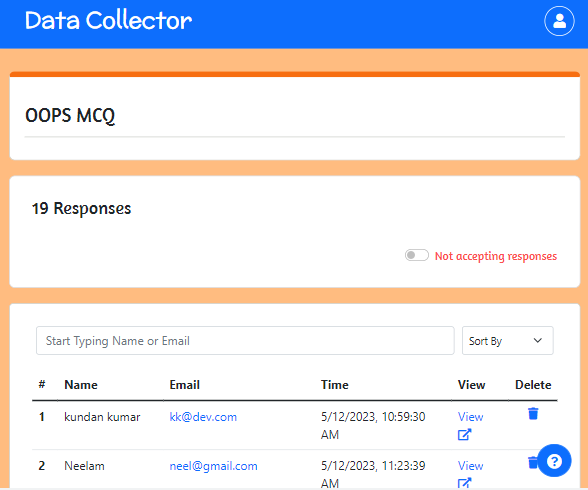 Data Collector
OOPS MCQ
19 Responses
Not accepting responses
Start Typing Name or Email
Sort By
# Name Email Time View Delete
1 kundan kumar kk@dev.com 5/12/2023, 10:59:30 View
AM
2 Neelam neel@gmail.com 5/12/2023, 11:23:39 View
AM
?